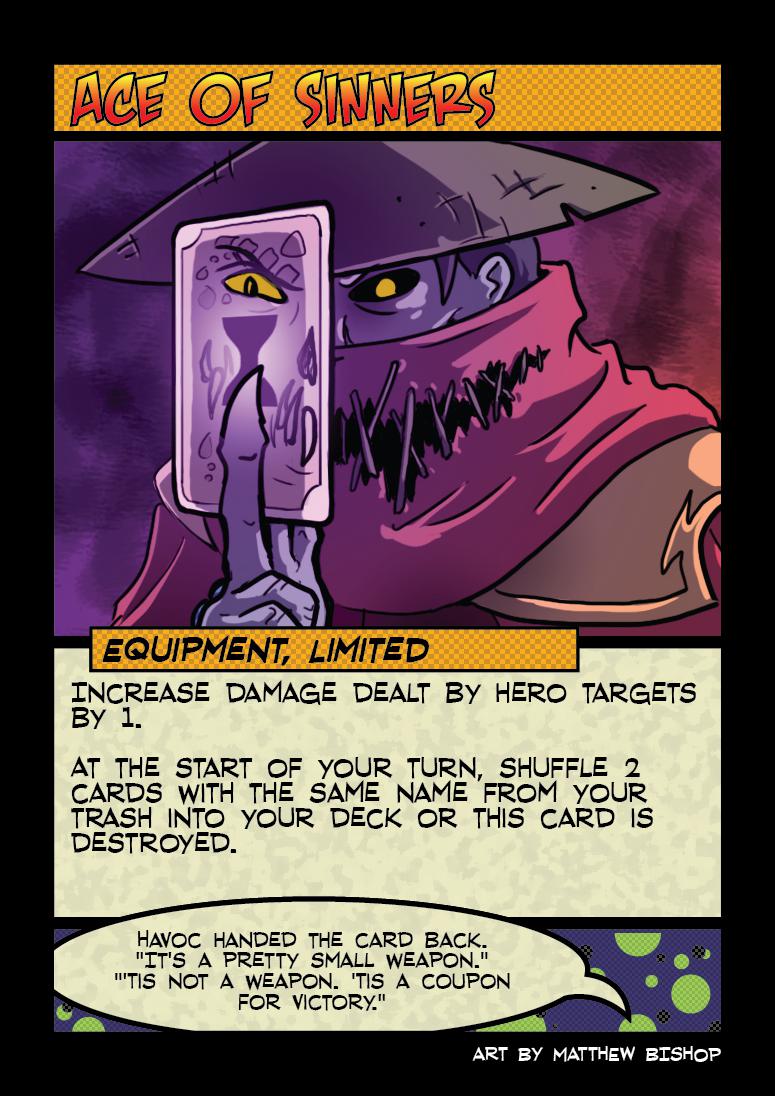 ACE OF SINNERS
EQUIPMENT, LIMITED
INCREASE DAMAGE DEALT BY HERO TARGETS
BY 1.
AT THE START OF YOUR TURN, SHUFFLE 2
CARDS WITH THE SAME NAME FROM YOUR
TRASH INTO YOUR DECK OR THIS CARD IS
DESTROYED.
HAVOC HANDED THE CARD BACK.
"IT'S A PRETTY SMALL WEAPON."
"'TIS NOT A WEAPON. 'TIS A COUPON
FOR VICTORY."
ART BY MATTHEW BISHOP